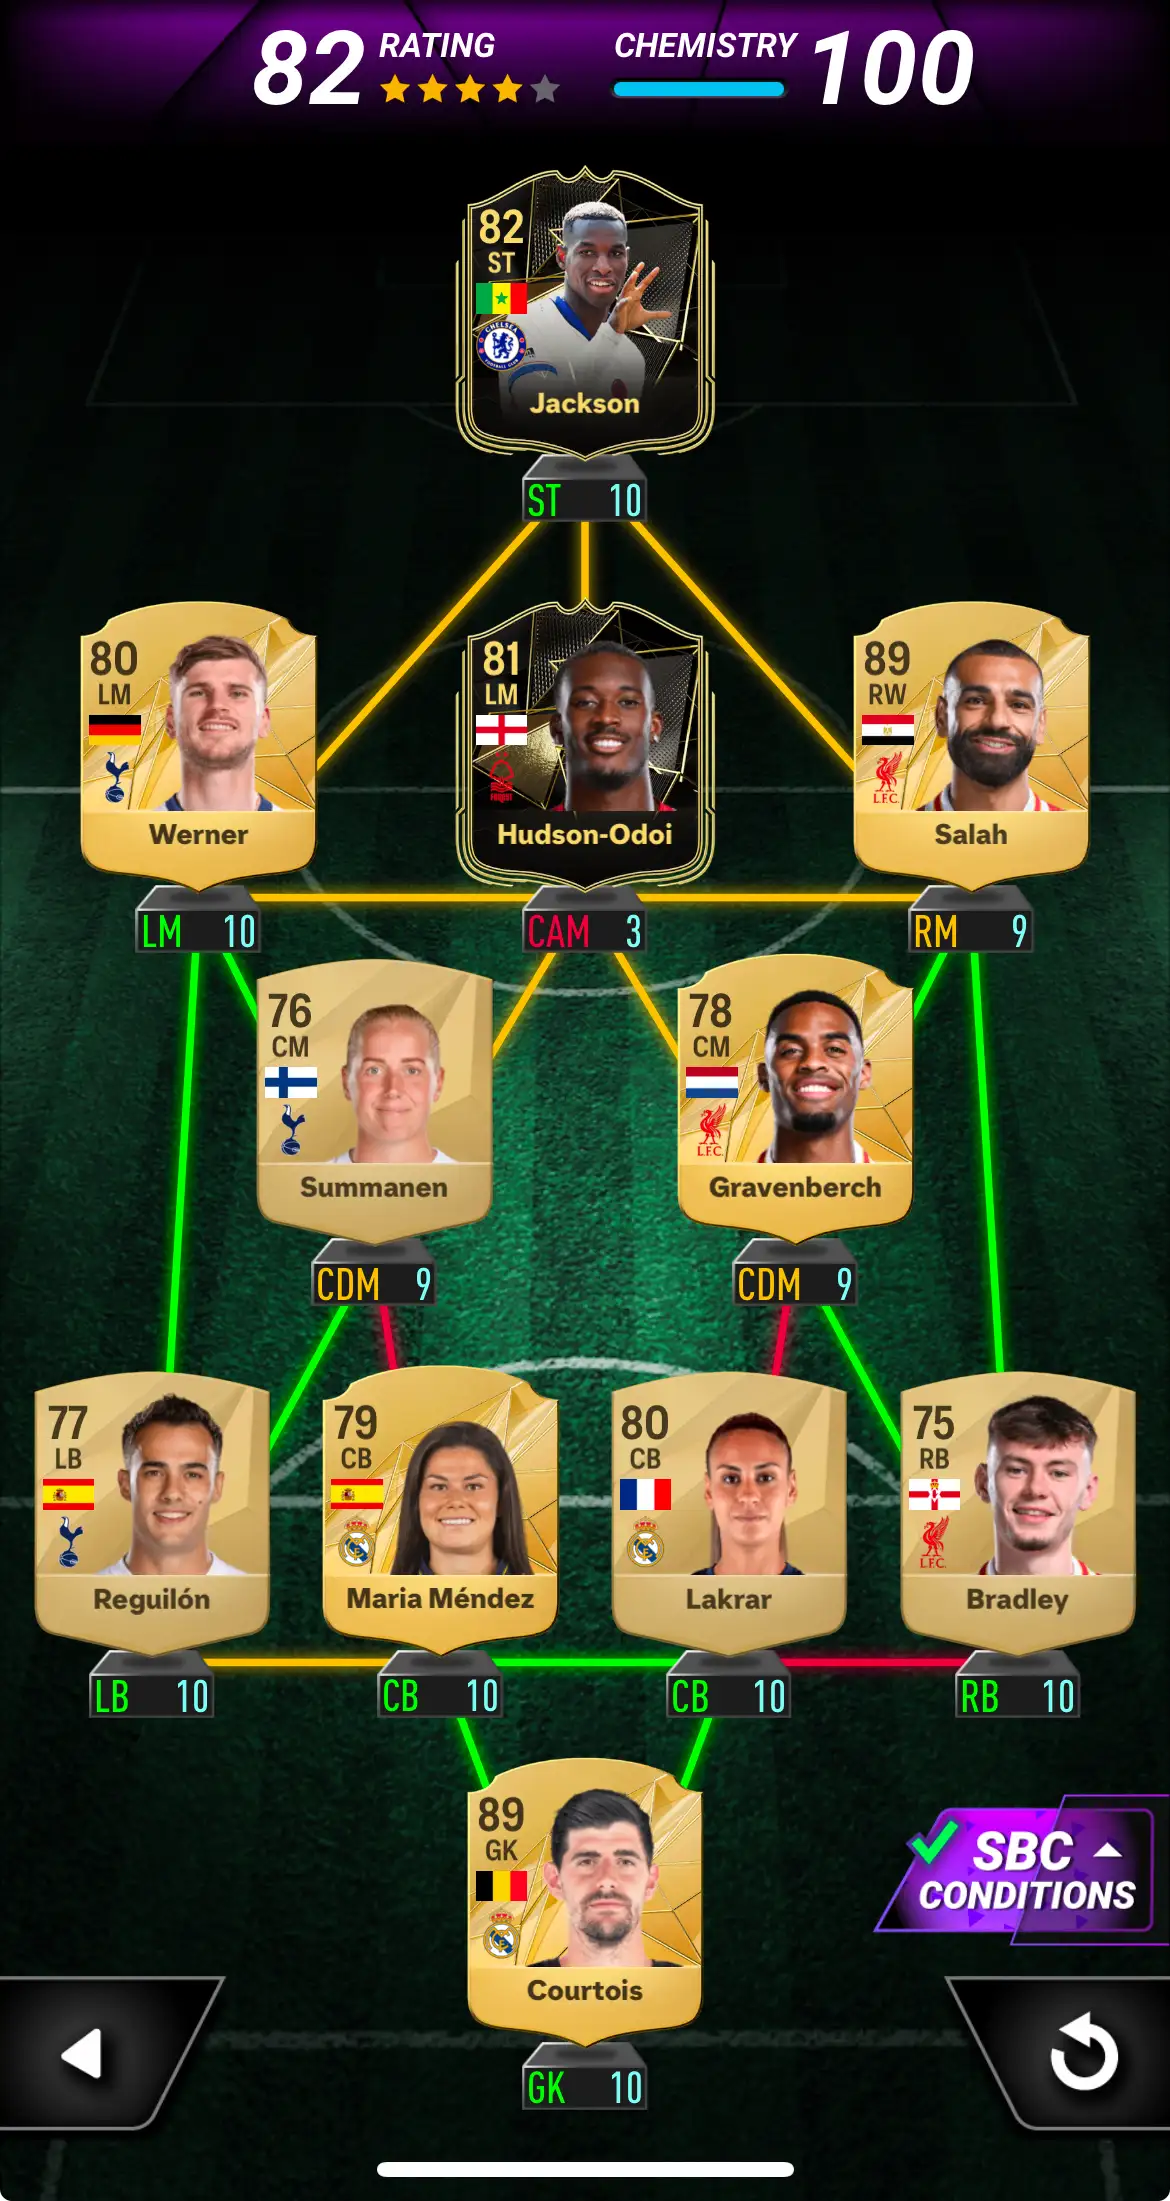 82 RATING CHEMISTRY 100
82
ST
CHELSEA
Jackson
ST 10
80
LM
Werner
LM 10
81
LM
FOREST
Hudson-Odoi
CAM 3
89
RW
L.F.C.
Salah
RM 9
76
CM
Summanen
CDM 9
78
CM
L.F.C.
Gravenberch
CDM 9
77
LB
Reguilón
LB 10
79
CB
Maria Méndez
CB 10
80
CB
Lakrar
CB 10
75
RB
L.F.C.
Bradley
RB 10
89
GK
Courtois
GK 10
SBC
CONDITIONS